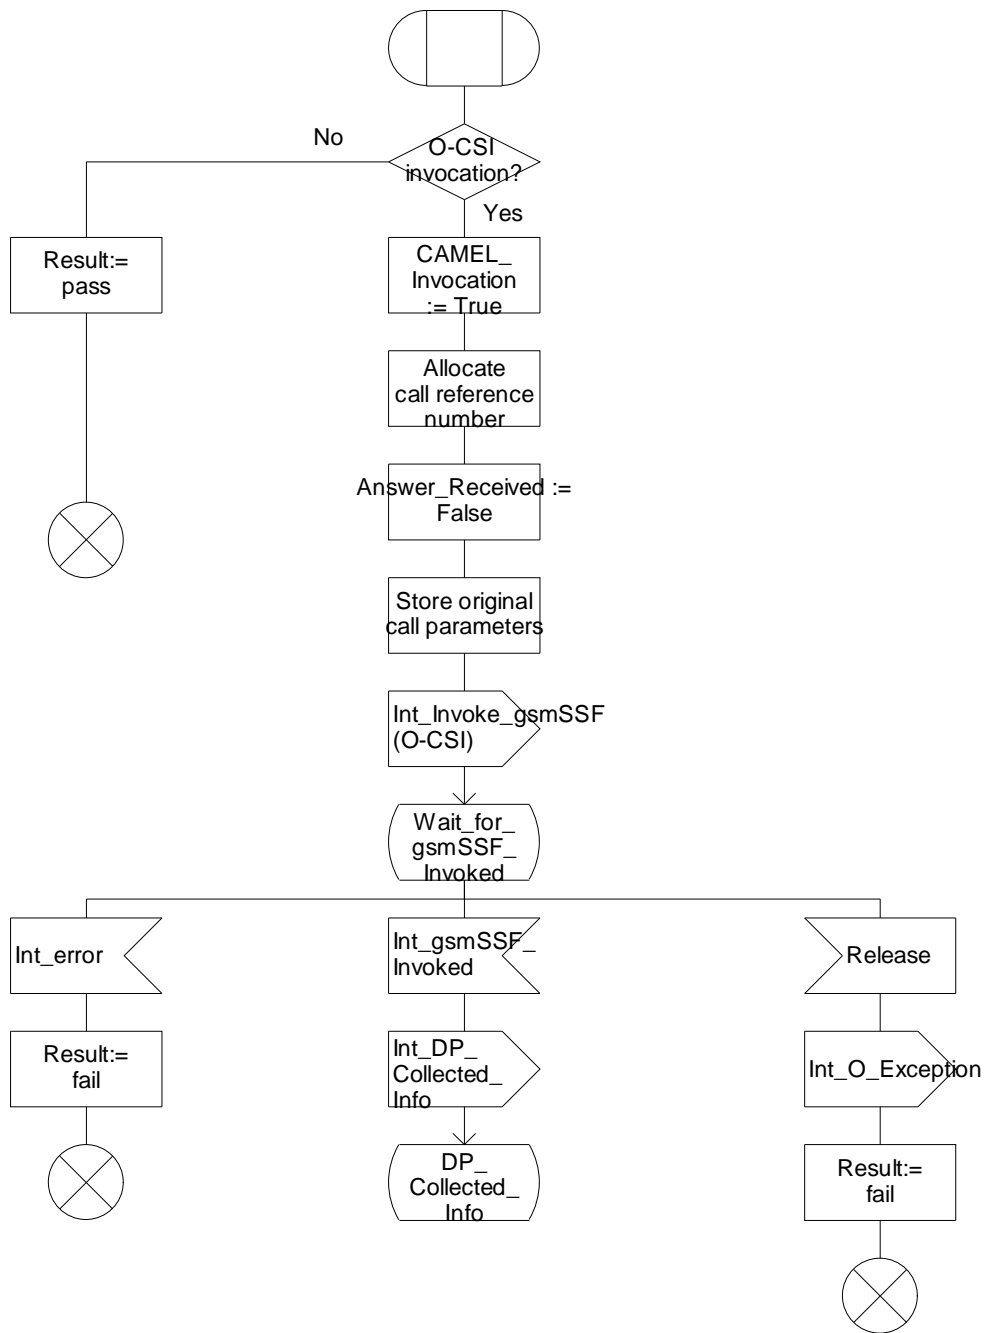 O-CSI
invocation?
No
Yes
Result:=
pass
CAMEL_
Invocation
:= True
Allocate
call reference
number
Answer_Received :=
False
Store original
call parameters
Int_Invoke_gsmSSF
(O-CSI)
Wait_for_
gsmSSF_
Invoked
Int_error
Int_gsmSSF_
Invoked
Release
Result:=
fail
Int_DP_
Collected_
Info
Int_O_Exception
DP_
Collected_
Info
Result:=
fail